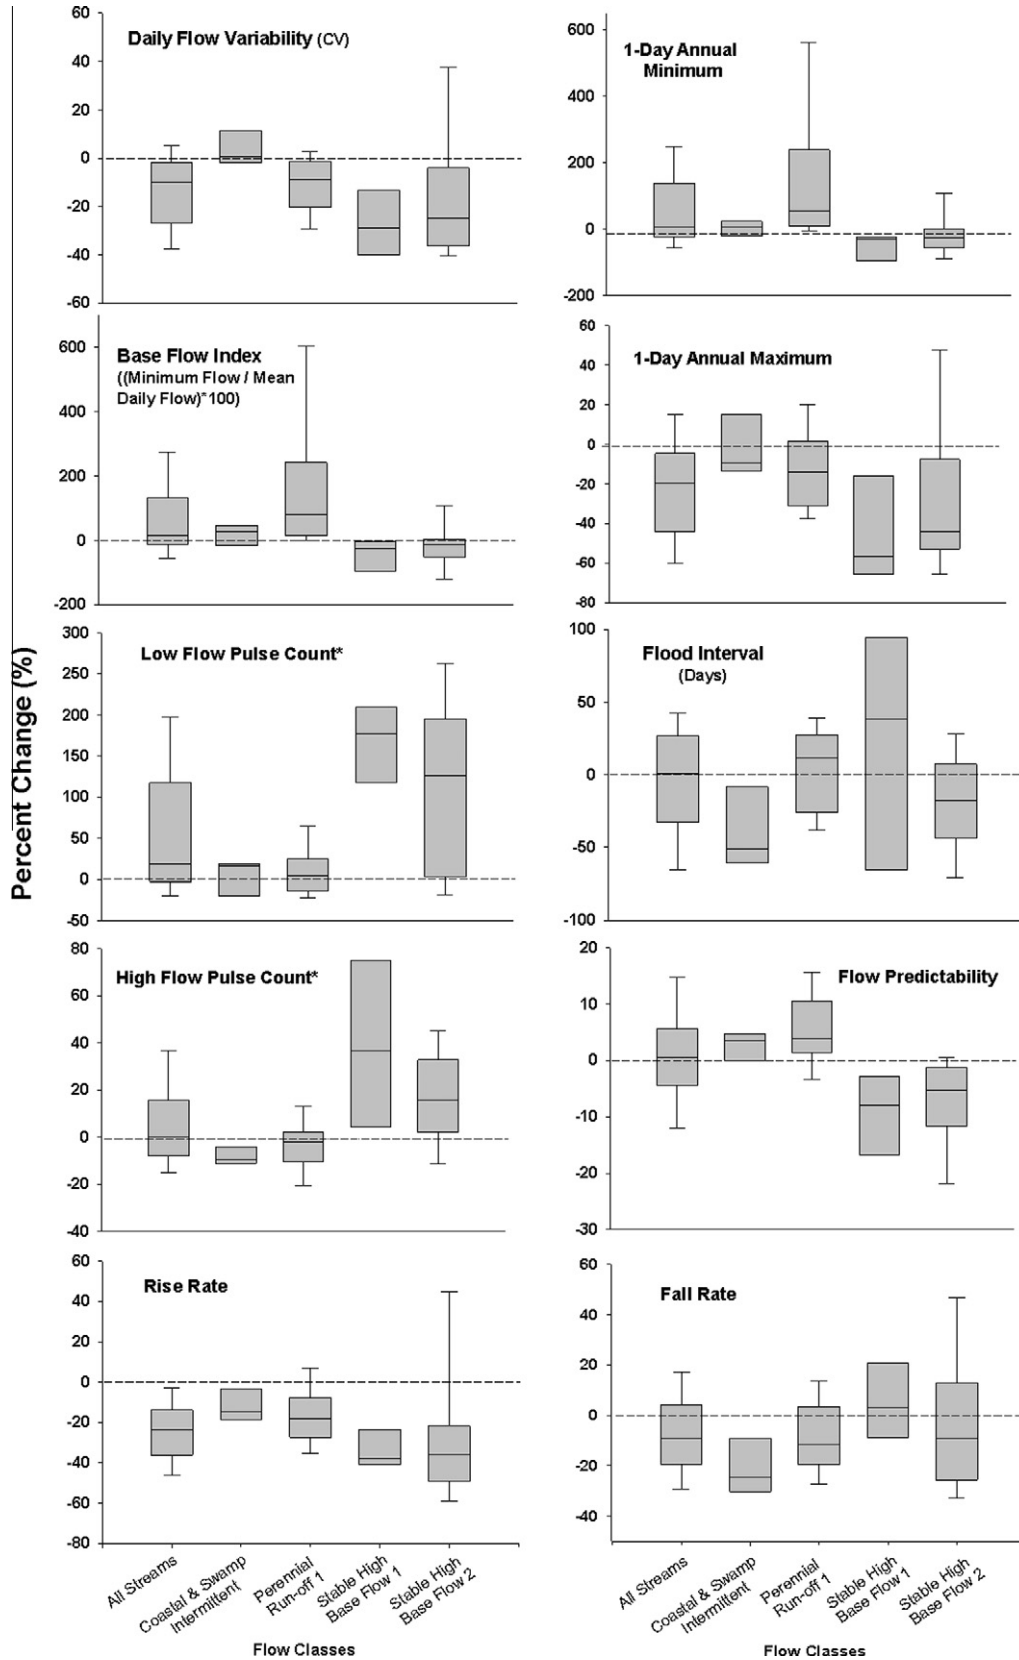 Percent Change (%)
Daily Flow Variability (CV)
60
40
20
0
-20
-40
-60
1-Day Annual
Minimum
600
400
200
0
-200
Base Flow Index
((Minimum Flow / Mean
Daily Flow)*100)
600
400
200
0
-200
1-Day Annual Maximum
60
40
20
0
-20
-40
-60
-80
Low Flow Pulse Count*
300
250
200
150
100
50
0
-50
Flood Interval
(Days)
100
50
0
-50
-100
High Flow Pulse Count*
80
60
40
20
0
-20
-40
Flow Predictability
20
10
0
-10
-20
-30
Rise Rate
60
40
20
0
-20
-40
-60
-80
Fall Rate
60
40
20
0
-20
-40
All Streams
Coastal & Swamp
Intermittent
Perennial
Run-off 1
Stable High
Base Flow 1
Stable High
Base Flow 2
Flow Classes
All Streams
Coastal & Swamp
Intermittent
Perennial
Run-off 1
Stable High
Base Flow 1
Stable High
Base Flow 2
Flow Classes